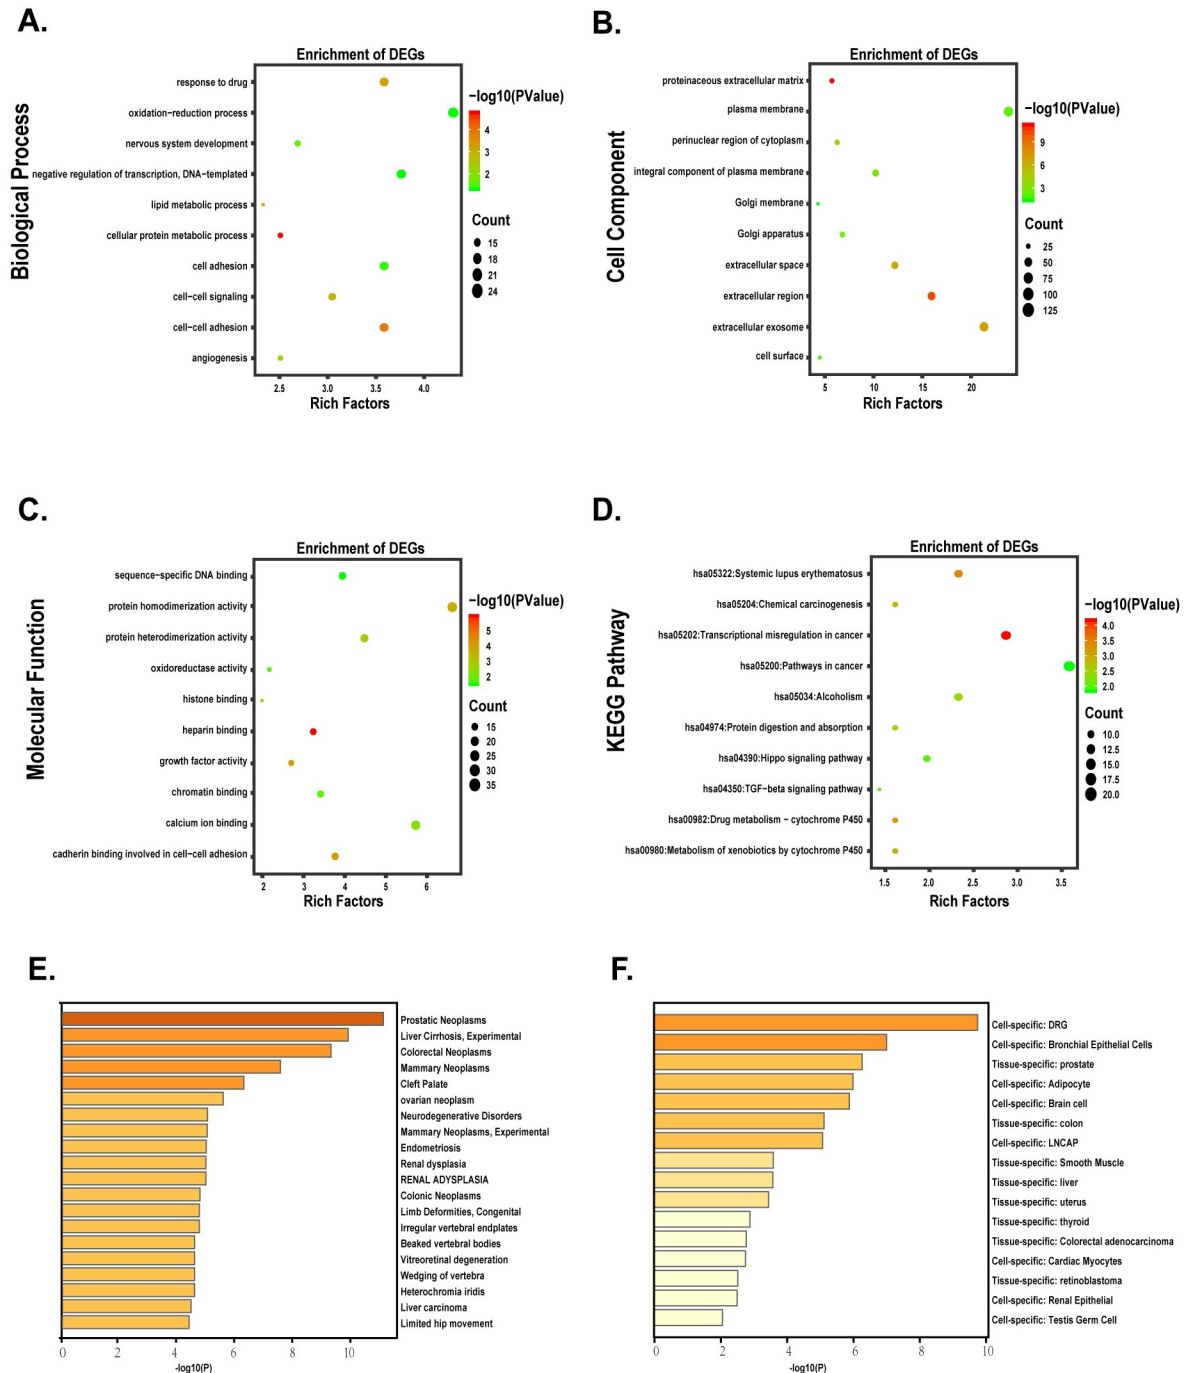 A.
Enrichment of DEGs
Biological Process
response to drug
oxidation−reduction process
nervous system development
negative regulation of transcription, DNA−templated
lipid metabolic process
cellular protein metabolic process
cell adhesion
cell−cell signaling
cell−cell adhesion
angiogenesis
2.5 3.0 3.5 4.0
Rich Factors
−log10(PValue)
4
3
2
Count
15
18
21
24
B.
Enrichment of DEGs
Cell Component
proteinaceous extracellular matrix
plasma membrane
perinuclear region of cytoplasm
integral component of plasma membrane
Golgi membrane
Golgi apparatus
extracellular space
extracellular region
extracellular exosome
cell surface
5 10 15 20
Rich Factors
−log10(PValue)
9
6
3
Count
25
50
75
100
125
C.
Enrichment of DEGs
Molecular Function
sequence−specific DNA binding
protein homodimerization activity
protein heterodimerization activity
oxidoreductase activity
histone binding
heparin binding
growth factor activity
chromatin binding
calcium ion binding
cadherin binding involved in cell−cell adhesion
2 3 4 5 6
Rich Factors
−log10(PValue)
5
4
3
2
Count
15
20
25
30
35
D.
Enrichment of DEGs
KEGG Pathway
hsa05322:Systemic lupus erythematosus
hsa05204:Chemical carcinogenesis
hsa05202:Transcriptional misregulation in cancer
hsa05200:Pathways in cancer
hsa05034:Alcoholism
hsa04974:Protein digestion and absorption
hsa04390:Hippo signaling pathway
hsa04350:TGF−beta signaling pathway
hsa00982:Drug metabolism − cytochrome P450
hsa00980:Metabolism of xenobiotics by cytochrome P450
1.5 2.0 2.5 3.0 3.5
Rich Factors
−log10(PValue)
4.0
3.5
3.0
2.5
2.0
Count
10.0
12.5
15.0
17.5
20.0
E.
Prostatic Neoplasms
Liver Cirrhosis, Experimental
Colorectal Neoplasms
Mammary Neoplasms
Cleft Palate
ovarian neoplasm
Neurodegenerative Disorders
Mammary Neoplasms, Experimental
Endometriosis
Renal dysplasia
RENAL ADYSPLASIA
Colonic Neoplasms
Limb Deformities, Congenital
Irregular vertebral endplates
Beaked vertebral bodies
Vitreoretinal degeneration
Wedging of vertebra
Heterochromia iridis
Liver carcinoma
Limited hip movement
0 2 4 6 8 10
-log10(P)
F.
Cell-specific: DRG
Cell-specific: Bronchial Epithelial Cells
Tissue-specific: prostate
Cell-specific: Adipocyte
Cell-specific: Brain cell
Tissue-specific: colon
Cell-specific: LNCAP
Tissue-specific: Smooth Muscle
Tissue-specific: liver
Tissue-specific: uterus
Tissue-specific: thyroid
Tissue-specific: Colorectal adenocarcinoma
Cell-specific: Cardiac Myocytes
Tissue-specific: retinoblastoma
Cell-specific: Renal Epithelial
Cell-specific: Testis Germ Cell
0 2 4 6 8 10
-log10(P)